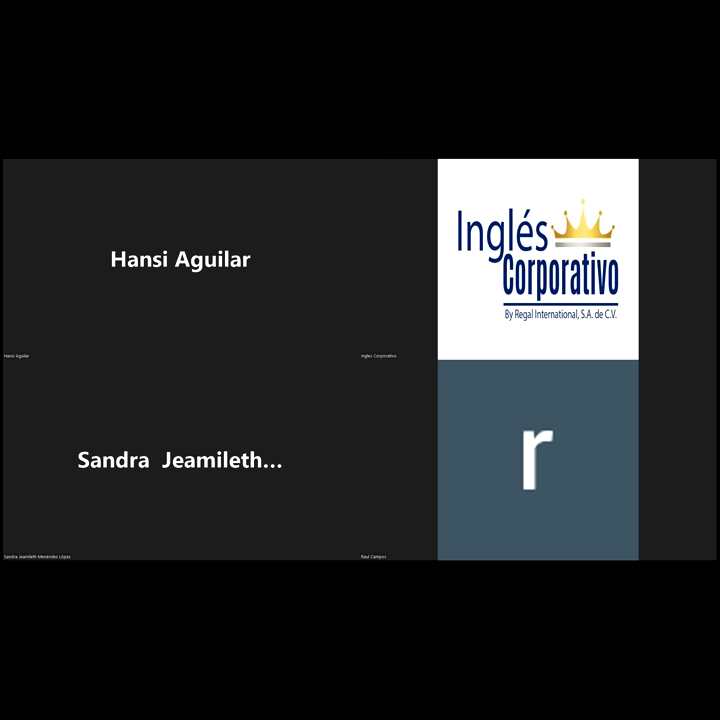 Hansi Aguilar
Hansi Aguilar
Inglés
Corporativo
By Regal International, S.A. de C.V.
Ingles Corporativo
Sandra Jeamileth...
Sandra Jeamileth Menéndez López
r
Raul Campos